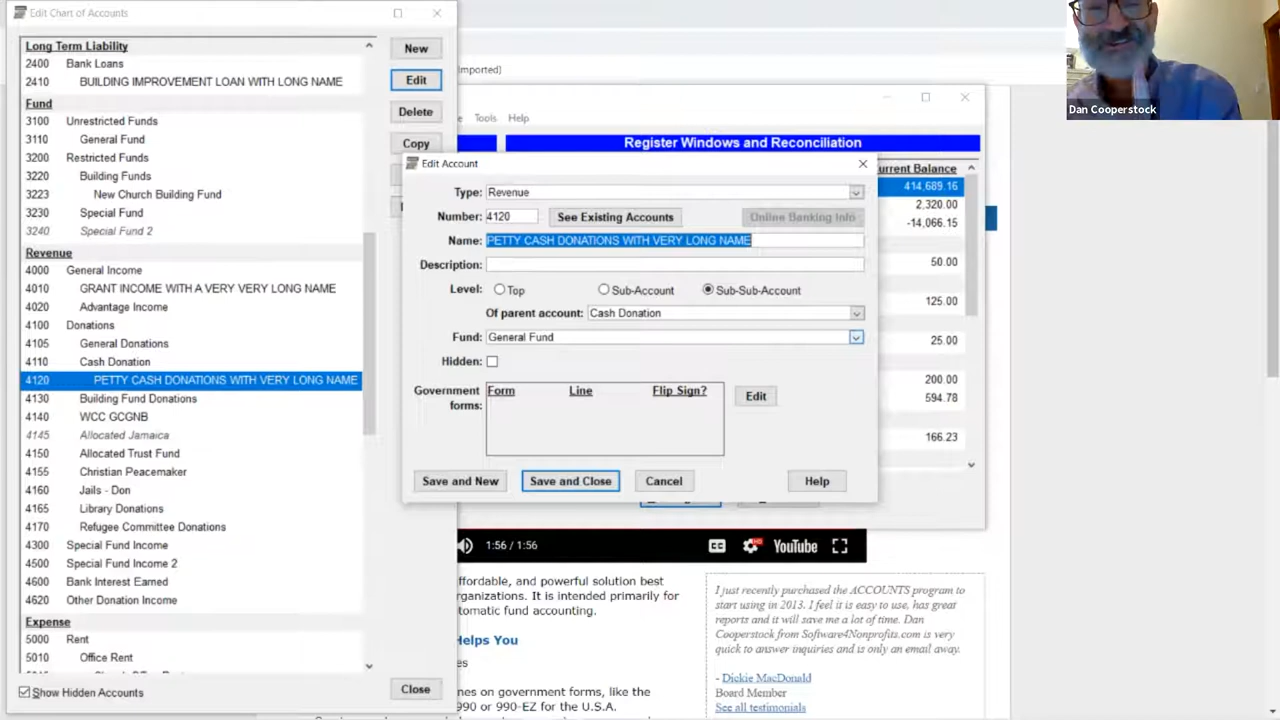 Edit Chart of Accounts
Long Term Liability
2400 Bank Loans
2410 BUILDING IMPROVEMENT LOAN WITH LONG NAME
Fund
3100 Unrestricted Funds
3110 General Fund
3200 Restricted Funds
3220 Building Funds
3223 New Church Building Fund
3230 Special Fund
3240 Special Fund 2
Revenue
4000 General Income
4010 GRANT INCOME WITH A VERY VERY LONG NAME
4020 Advantage Income
4100 Donations
4105 General Donations
4110 Cash Donation
4120 PETTY CASH DONATIONS WITH VERY LONG NAME
4130 Building Fund Donations
4140 WCC GCGNB
4145 Allocated Jamaica
4150 Allocated Trust Fund
4155 Christian Peacemaker
4160 Jails - Don
4165 Library Donations
4170 Refugee Committee Donations
4300 Special Fund Income
4500 Special Fund Income 2
4600 Bank Interest Earned
4620 Other Donation Income
Expense
5000 Rent
5010 Office Rent
Show Hidden Accounts
New
Edit
Delete
Copy
Close
mported)
Tools Help
Register Windows and Reconciliation
urrent Balance
414,689.16
2,320.00
-14,066.15
50.00
125.00
25.00
200.00
594.78
166.23
Edit Account
Type: Revenue
Number: 4120 See Existing Accounts Online Banking Info
Name: PETTY CASH DONATIONS WITH VERY LONG NAME
Description:
Level: Top Sub-Account Sub-Sub-Account
Of parent account: Cash Donation
Fund: General Fund
Hidden:
Government forms: Form Line Flip Sign? Edit
Save and New Save and Close Cancel Help
1:56 / 1:56 CC HD YouTube
ffordable, and powerful solution best
rganizations. It is intended primarily for
tomatic fund accounting.
Helps You
es
nes on government forms, like the
990 or 990-EZ for the U.S.A.
I just recently purchased the ACCOUNTS program to
start using in 2013. I feel it is easy to use, has great
reports and it will save me a lot of time. Dan
Cooperstock from Software4Nonprofits.com is very
quick to answer inquiries and is only an email away.
- Dickie MacDonald
Board Member
See all testimonials
Dan Cooperstock